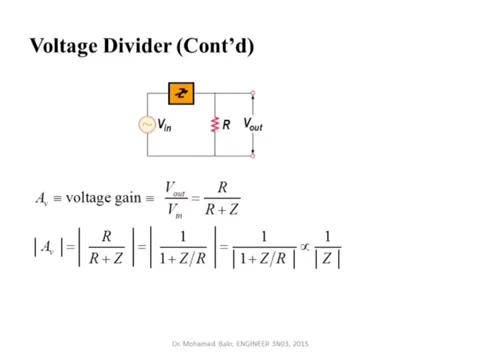 Voltage Divider (Cont'd)
Z
V_in R V_out
A_v ≡ voltage gain ≡ V_out / V_in = R / (R + Z)
|A_v| = |R / (R + Z)| = |1 / (1 + Z/R)| = 1 / |1 + Z/R| ∝ 1 / |Z|
Dr. Mohamed Bakr, ENGINEER 3N03, 2015